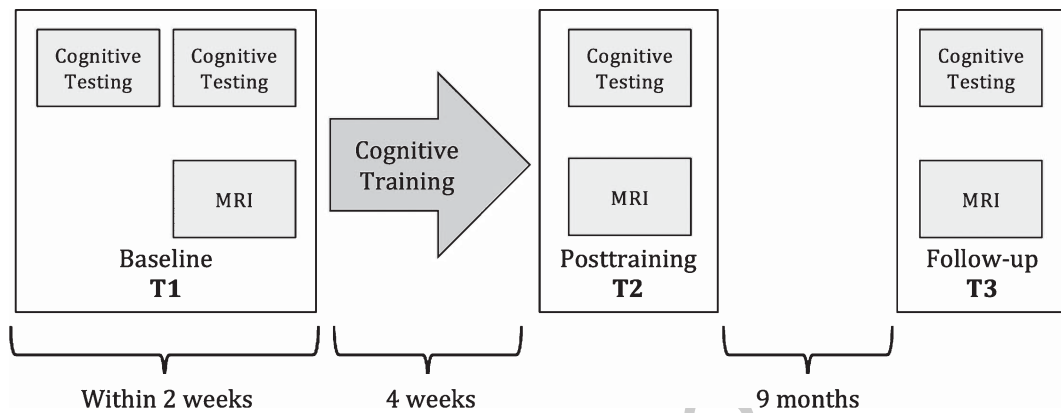 Cognitive
Testing
Cognitive
Testing
MRI
Baseline
T1
Cognitive
Training
Cognitive
Testing
MRI
Posttraining
T2
Cognitive
Testing
MRI
Follow-up
T3
Within 2 weeks
4 weeks
9 months